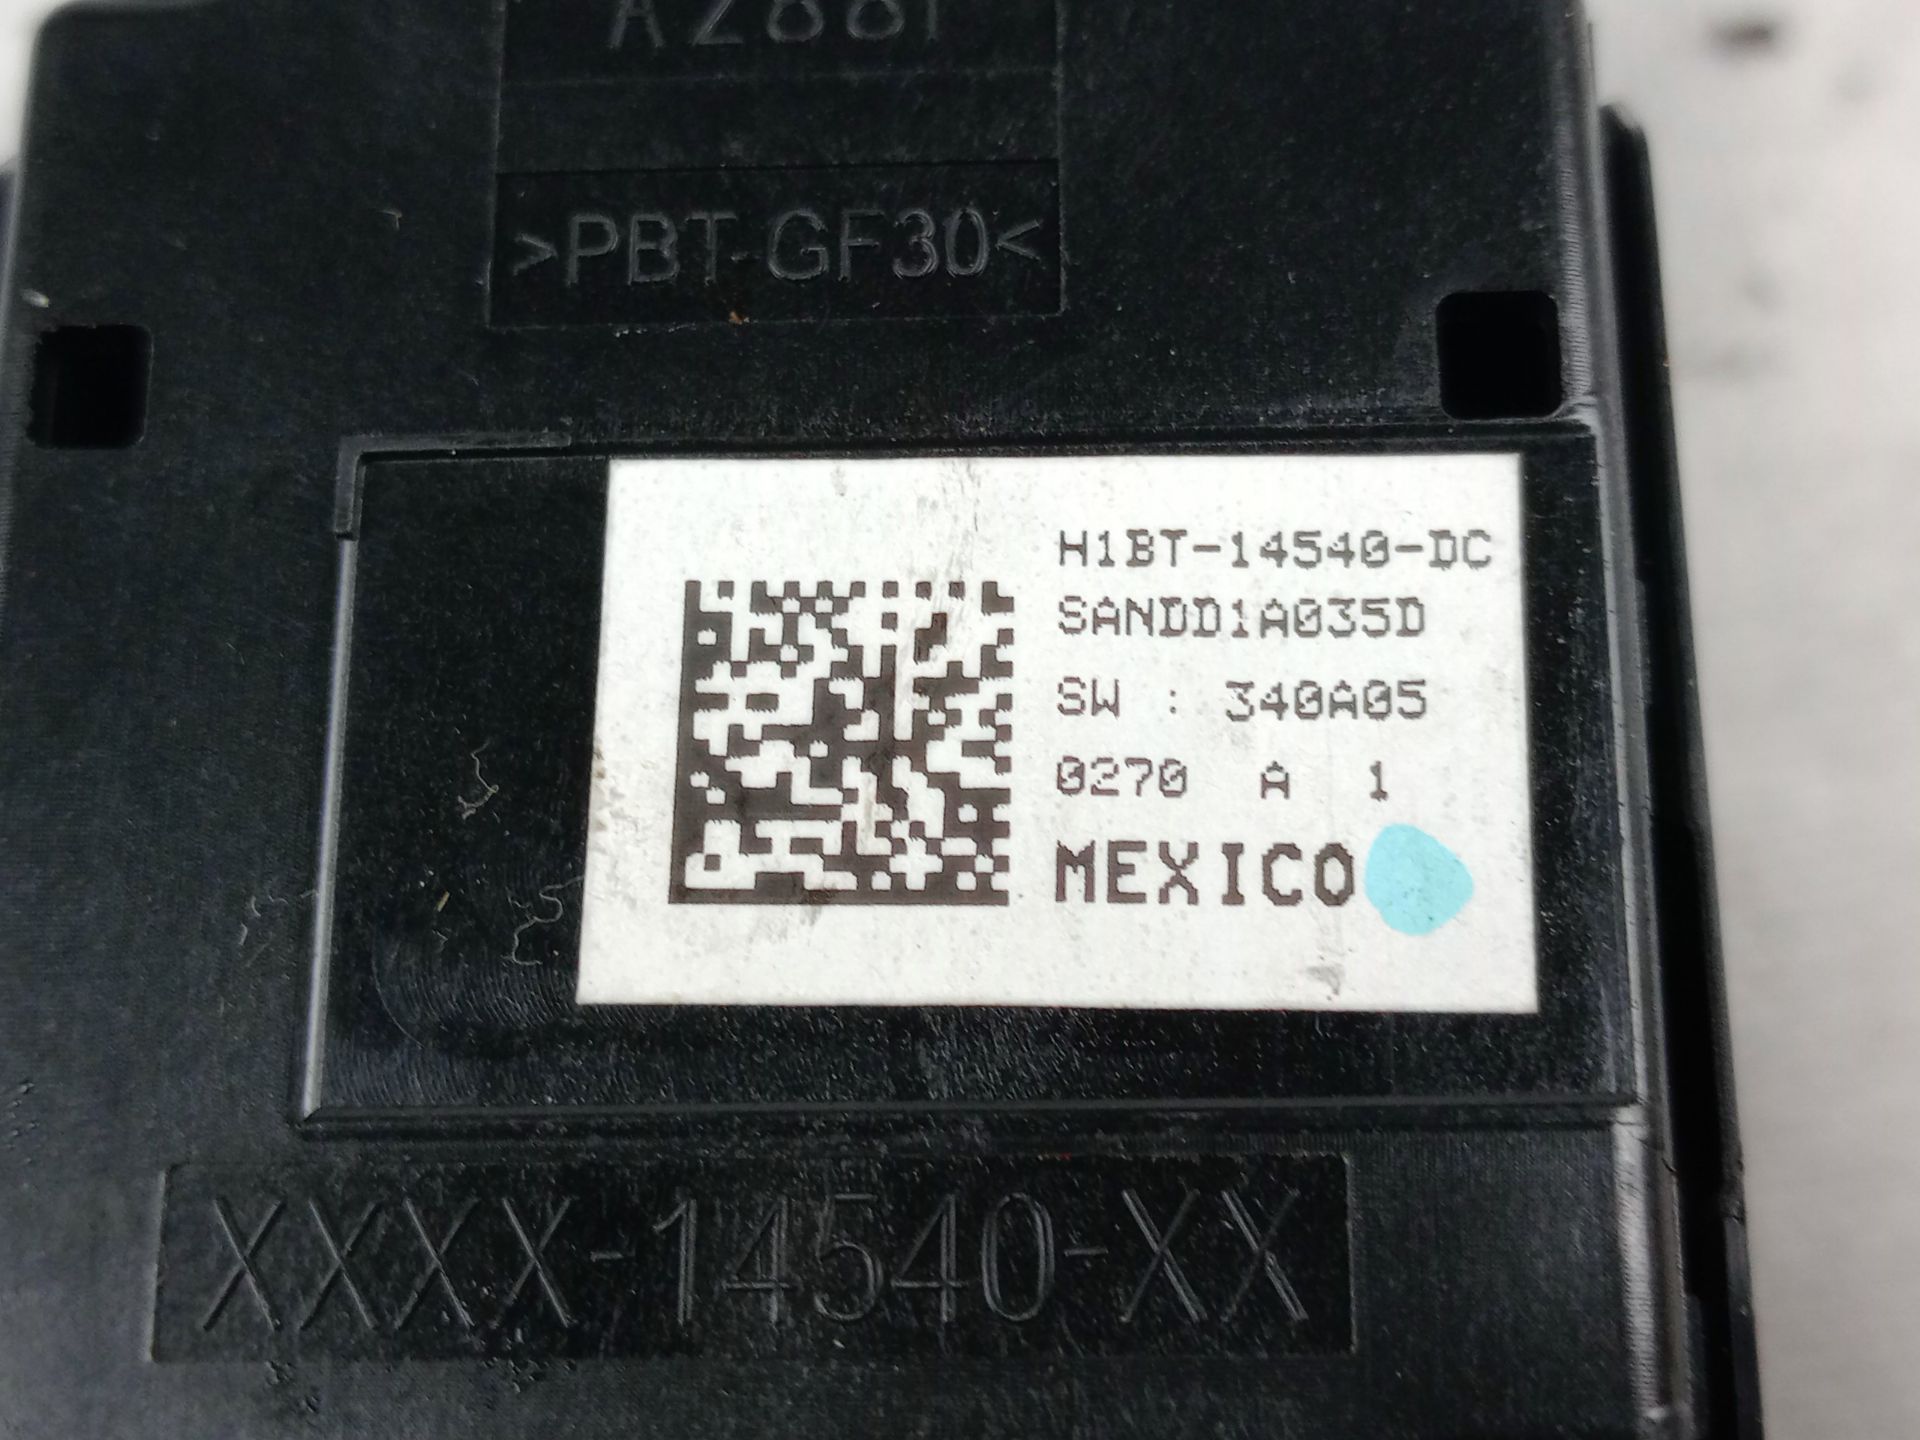 >PBT-GF30<
H1BT-14540-DC
SANDD1A035D
SW : 340A05
0270 A 1
MEXICO
XXXX-14540-XX